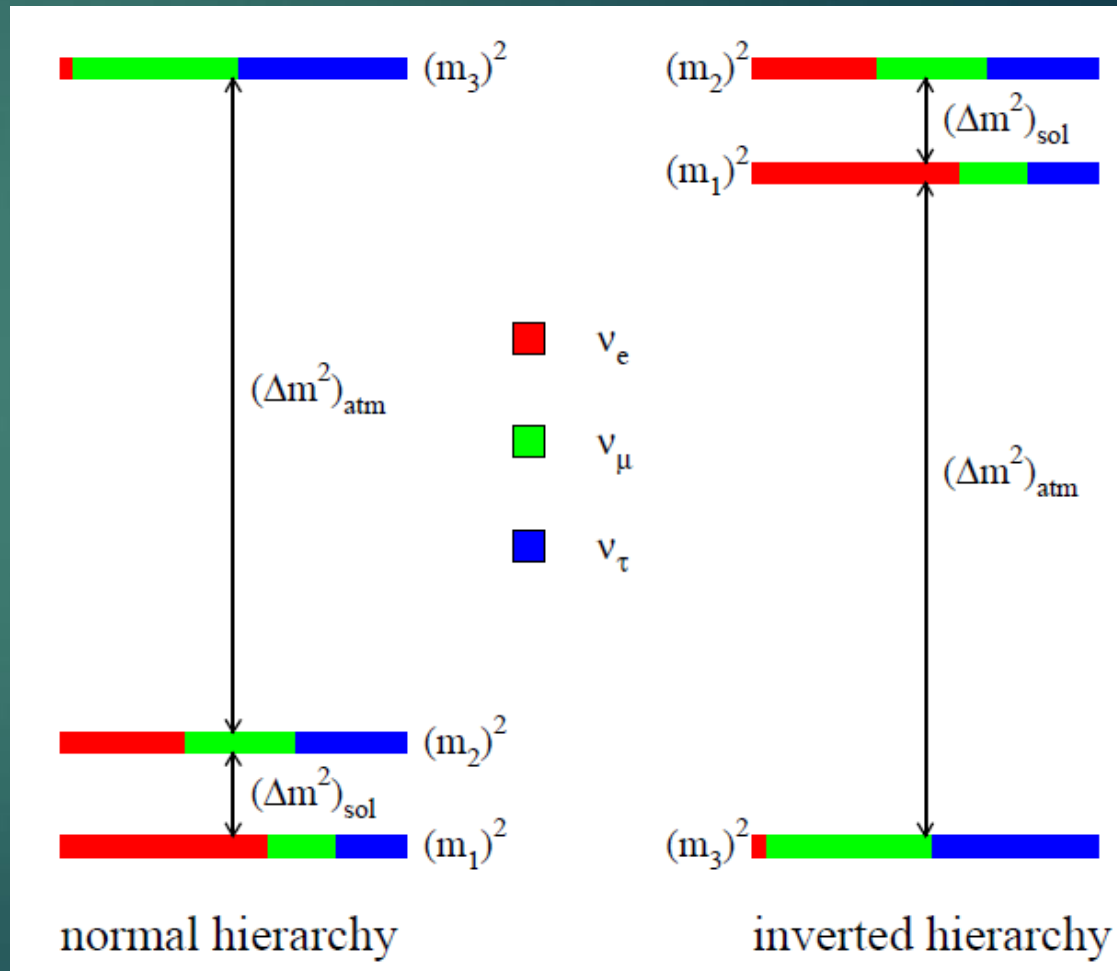 (m₃)²
(Δm²)atm
(m₂)²
(Δm²)sol
(m₁)²
normal hierarchy
νe
νμ
ντ
(m₂)²
(Δm²)sol
(m₁)²
(Δm²)atm
(m₃)²
inverted hierarchy